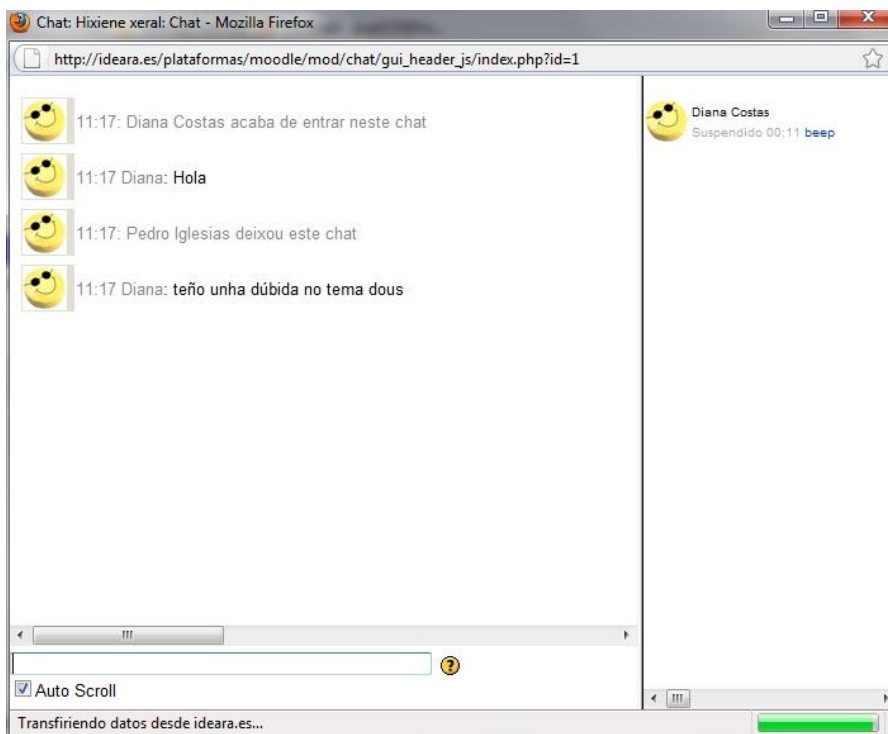 Chat: Hixiene xeral: Chat - Mozilla Firefox
http://ideara.es/plataformas/moodle/mod/chat/gui_header_js/index.php?id=1
11:17: Diana Costas acaba de entrar neste chat
11:17 Diana: Hola
11:17: Pedro Iglesias deixou este chat
11:17 Diana: teño unha dúbida no tema dous
Diana Costas
Suspendido 00:11 beep
?
Auto Scroll
Transfiriendo datos desde ideara.es...